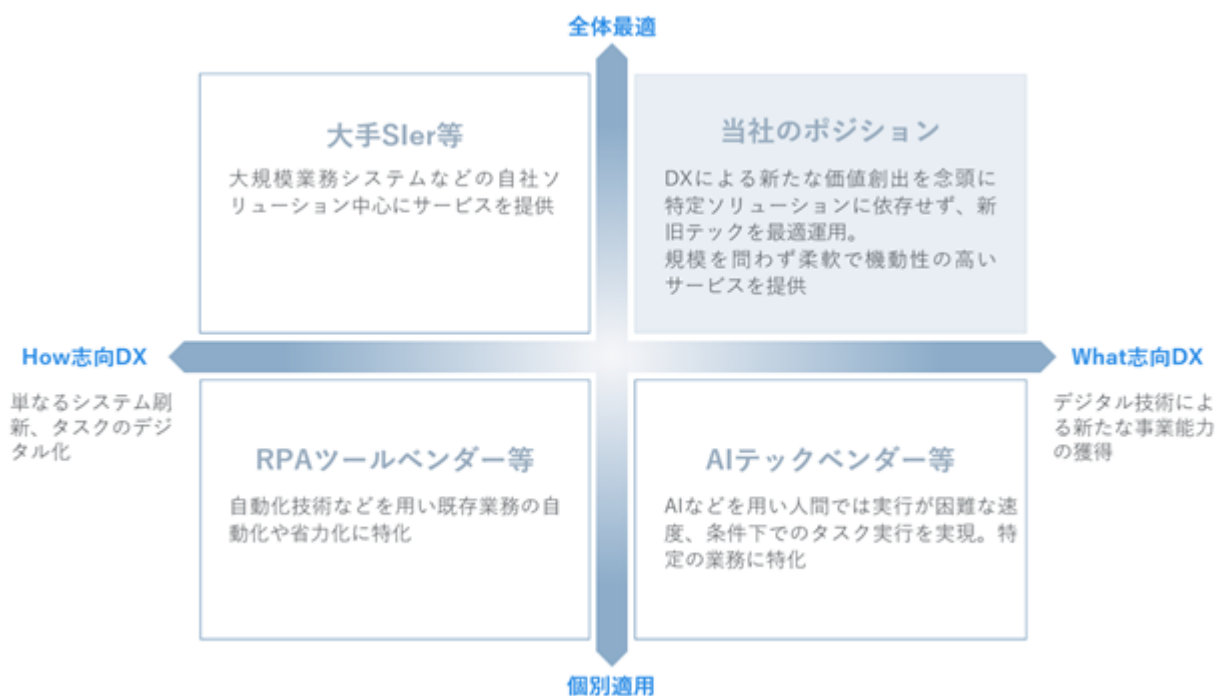 全体最適
大手SIer等
大規模業務システムなどの自社ソ
リューション中心にサービスを提供
当社のポジション
DXによる新たな価値創出を念頭に
特定ソリューションに依存せず、新
旧テックを最適運用。
規模を問わず柔軟で機動性の高い
サービスを提供
How志向DX
単なるシステム刷
新、タスクのデジ
タル化
What志向DX
デジタル技術によ
る新たな事業能力
の獲得
RPAツールベンダー等
自動化技術などを用い既存業務の自
動化や省力化に特化
AIテックベンダー等
AIなどを用い人間では実行が困難な速
度、条件下でのタスク実行を実現。特
定の業務に特化
個別適用